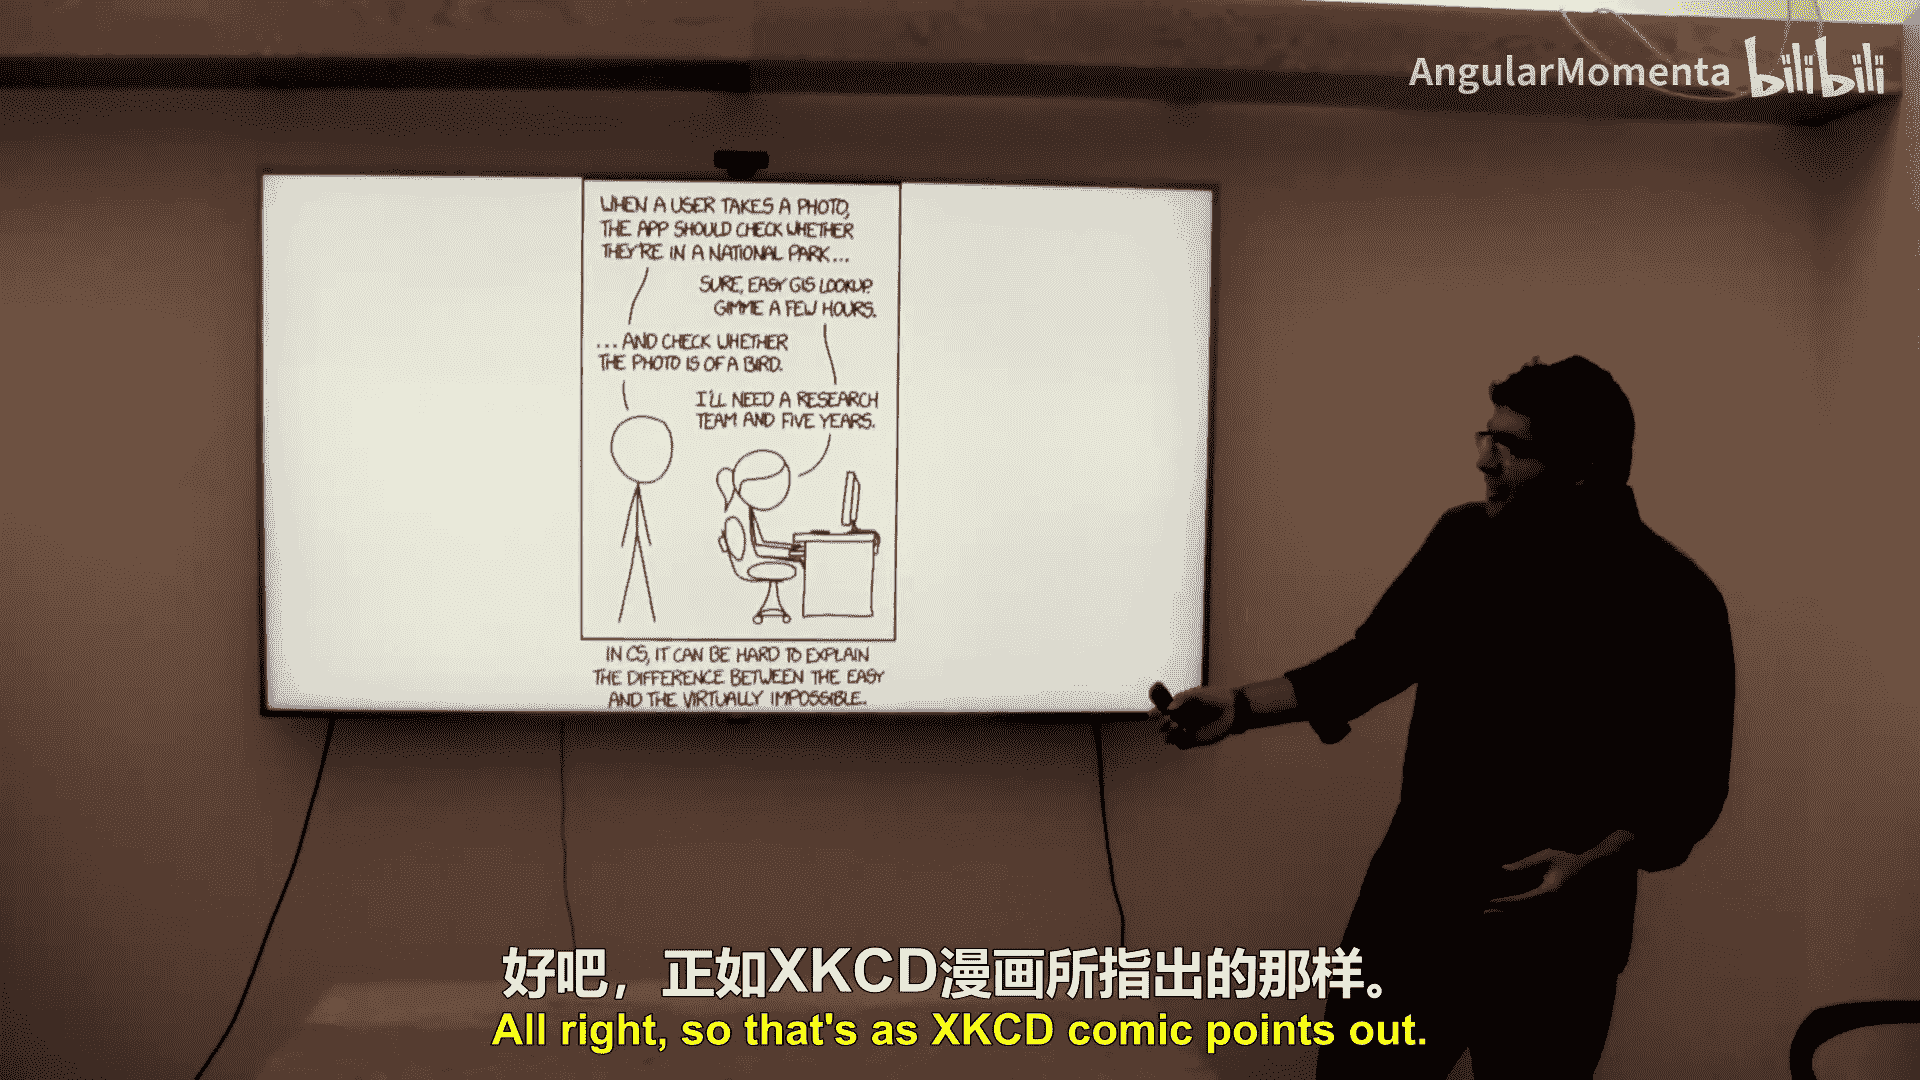 AngularMomenta bilibili
WHEN A USER TAKES A PHOTO,
THE APP SHOULD CHECK WHETHER
THEY'RE IN A NATIONAL PARK...
SURE, EASY GIS LOOKUP.
GIMME A FEW HOURS.
...AND CHECK WHETHER
THE PHOTO IS OF A BIRD.
I'LL NEED A RESEARCH
TEAM AND FIVE YEARS.
IN CS, IT CAN BE HARD TO EXPLAIN
THE DIFFERENCE BETWEEN THE EASY
AND THE VIRTUALLY IMPOSSIBLE.
好吧，正如XKCD漫画所指出的那样。
All right, so that's as XKCD comic points out.